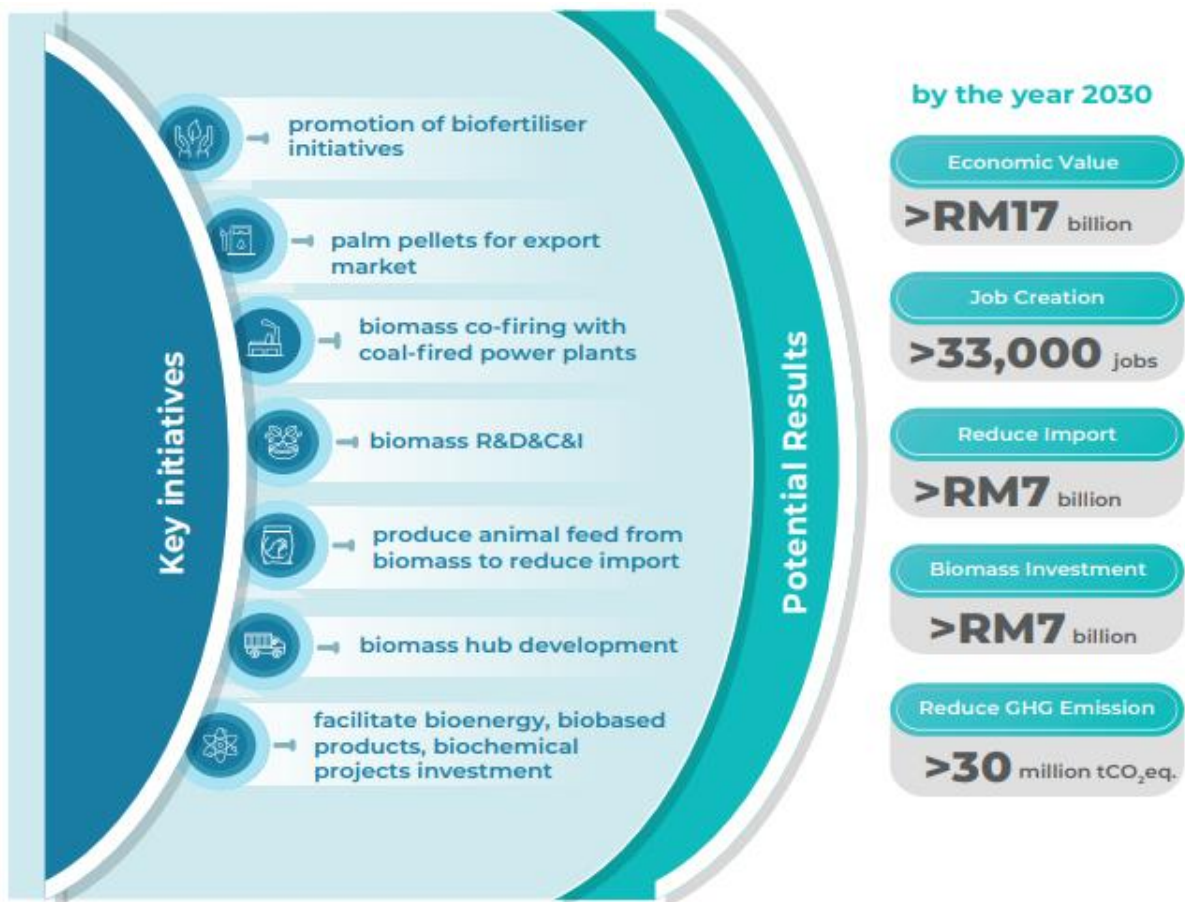 Key initiatives
promotion of biofertiliser
initiatives
palm pellets for export
market
biomass co-firing with
coal-fired power plants
biomass R&D&C&I
produce animal feed from
biomass to reduce import
biomass hub development
facilitate bioenergy, biobased
products, biochemical
projects investment
Potential Results
by the year 2030
Economic Value
>RM17 billion
Job Creation
>33,000 jobs
Reduce Import
>RM7 billion
Biomass Investment
>RM7 billion
Reduce GHG Emission
>30 million tCO₂eq.